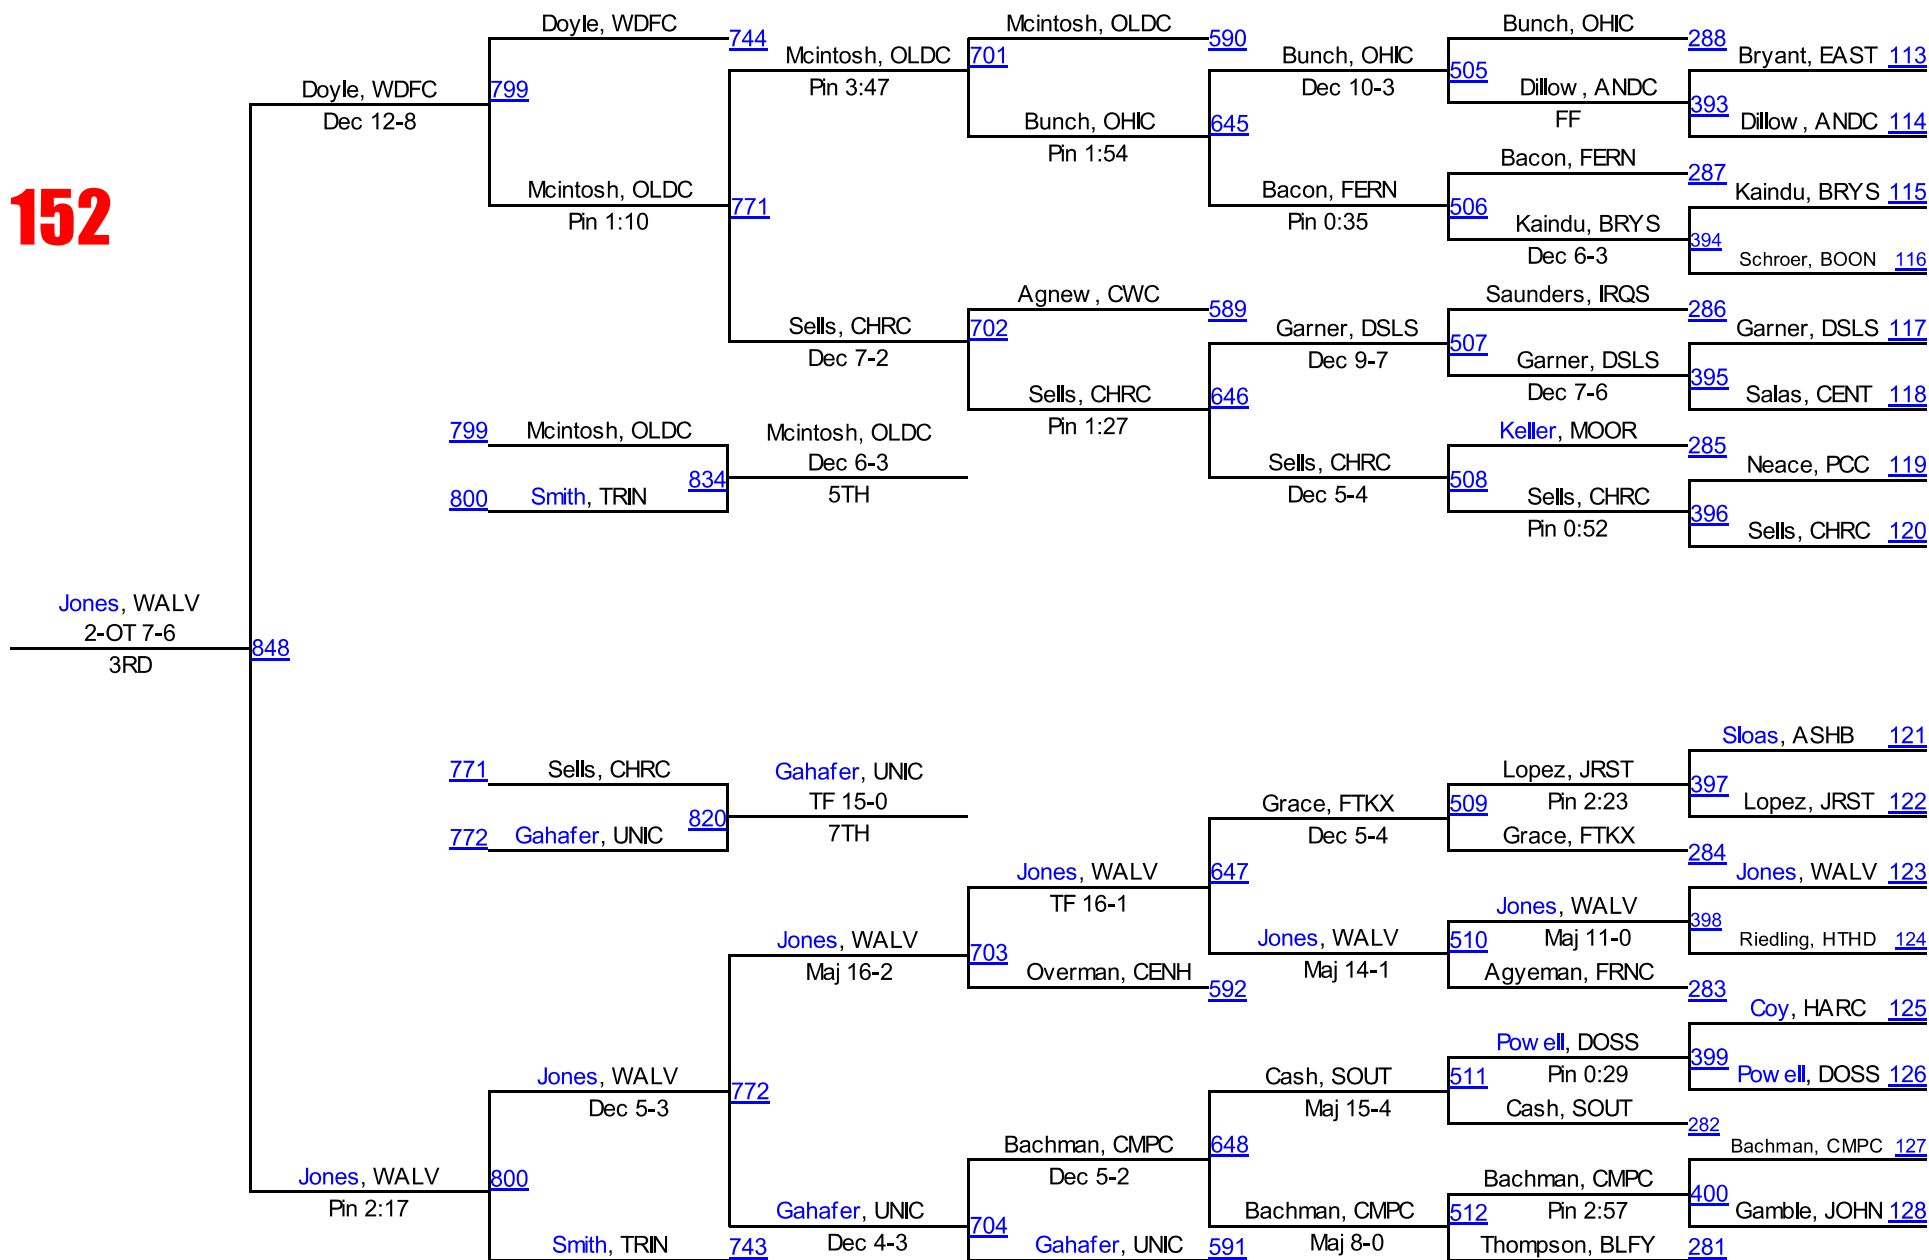 Doyle, WDFC
744
Mcintosh, OLDC
590
Bunch, OHIC
288
Mcintosh, OLDC
701
Bunch, OHIC
505
Bryant, EAST 113
Doyle, WDFC
799
Pin 3:47
Dec 10-3
Dillow, ANDC
393
Dec 12-8
Bunch, OHIC
645
FF
Dillow, ANDC 114
Pin 1:54
Bacon, FERN
287
152
Mcintosh, OLDC
771
Bacon, FERN
506
Kaindu, BRYS 115
Pin 1:10
Pin 0:35
Kaindu, BRYS
394
Dec 6-3
Schroer, BOON 116
Agnew, CWC
589
Saunders, IRQS
286
Sells, CHRC
702
Garner, DSLS
507
Garner, DSLS 117
Dec 7-2
Dec 9-7
Garner, DSLS
395
Sells, CHRC
646
Dec 7-6
Salas, CENT 118
799
Mcintosh, OLDC
Mcintosh, OLDC
Pin 1:27
Keller, MOOR
285
834
Dec 6-3
Sells, CHRC
508
Neace, PCC 119
800
Smith, TRIN
5TH
Dec 5-4
Sells, CHRC
396
Pin 0:52
Sells, CHRC 120
Jones, WALV
2-OT 7-6
848
3RD
Sloas, ASHB 121
771
Sells, CHRC
Gahafer, UNIC
Lopez, JRST
397
820
TF 15-0
Grace, FTKX
509
Pin 2:23
Lopez, JRST 122
772
Gahafer, UNIC
7TH
Dec 5-4
Grace, FTKX
284
Jones, WALV
647
Jones, WALV 123
TF 16-1
Jones, WALV
398
Jones, WALV
703
Jones, WALV
510
Maj 11-0
Riedling, HTHD 124
Maj 16-2
Overman, CENH
592
Maj 14-1
Agyeman, FRNC
283
Coy, HARC 125
Powell, DOSS
399
Jones, WALV
772
Cash, SOUT
511
Pin 0:29
Powell, DOSS 126
Dec 5-3
Maj 15-4
Cash, SOUT
282
Bachman, CMPC
648
Bachman, CMPC 127
Jones, WALV
800
Dec 5-2
Bachman, CMPC
400
Pin 2:17
Gahafer, UNIC
704
Bachman, CMPC
512
Pin 2:57
Gamble, JOHN 128
Smith, TRIN
743
Dec 4-3
Gahafer, UNIC
591
Maj 8-0
Thompson, BLFY
281